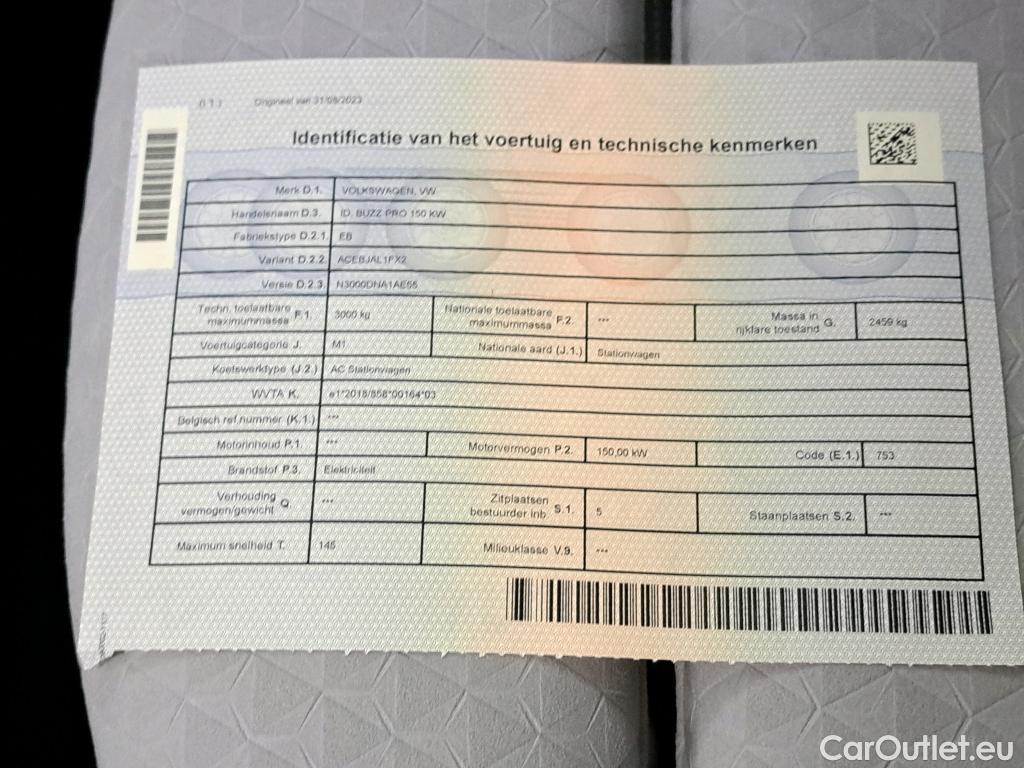 (11) Origineel van 31/08/2023
Identificatie van het voertuig en technische kenmerken
Merk D.1. VOLKSWAGEN, VW
Handelsnaam D.3. ID. BUZZ PRO 150 KW
Fabriekstype D.2.1. EB
Variant D.2.2. ACEBJAL1FX2
Versie D.2.3. N3000DNA1AE55
Techn. toelaatbare maximummassa F.1. 3000 kg Nationale toelaatbare maximummassa F.2. *** Massa in rijklare toestand G. 2459 kg
Voertuigcategorie J. M1 Nationale aard (J.1.) Stationwagen
Koetswerktype (J.2.) AC Stationwagen
WVTA K. e1*2018/858*00164*03
Belgisch ref.nummer (K.1.) ***
Motorinhoud P.1. *** Motorvermogen P.2. 150,00 kW Code (E.1.) 753
Brandstof P.3. Elektriciteit
Verhouding vermogen/gewicht Q. *** Zitplaatsen bestuurder inb S.1. 5 Staanplaatsen S.2. ***
Maximum snelheid T. 145 Milieuklasse V.9. ***
CarOutlet.eu